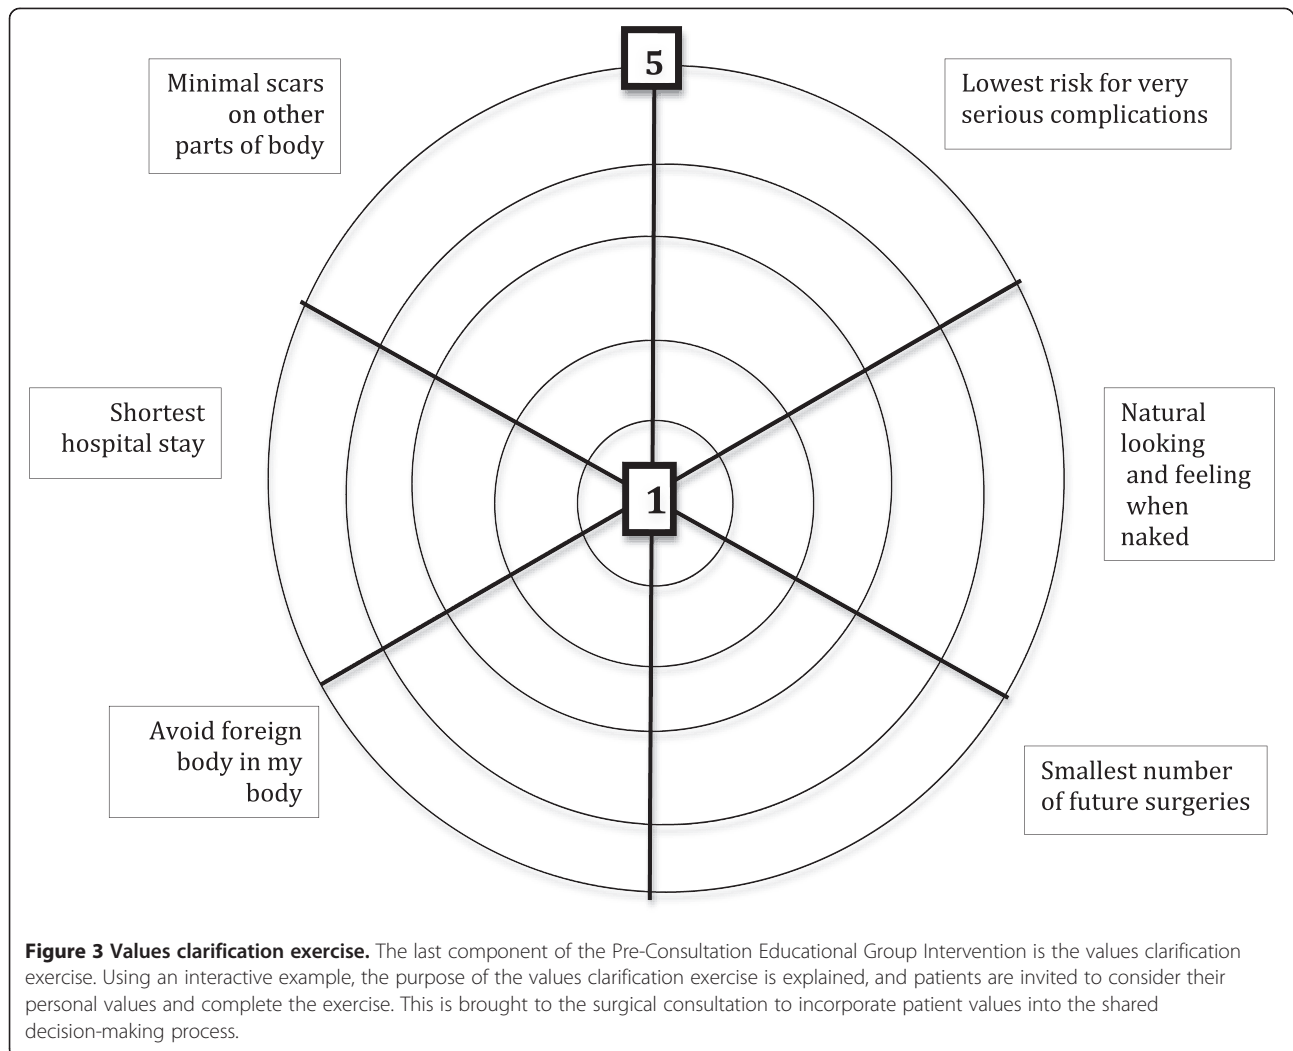 5
Minimal scars
on other
parts of body
Lowest risk for very
serious complications
Shortest
hospital stay
1
Natural
looking
and feeling
when
naked
Avoid foreign
body in my
body
Smallest number
of future surgeries
Figure 3 Values clarification exercise. The last component of the Pre-Consultation Educational Group Intervention is the values clarification
exercise. Using an interactive example, the purpose of the values clarification exercise is explained, and patients are invited to consider their
personal values and complete the exercise. This is brought to the surgical consultation to incorporate patient values into the shared
decision-making process.